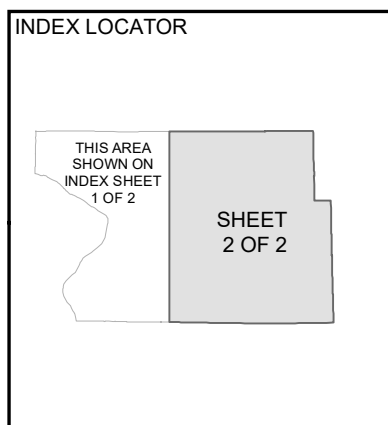 INDEX LOCATOR
THIS AREA
SHOWN ON
INDEX SHEET
1 OF 2
SHEET
2 OF 2